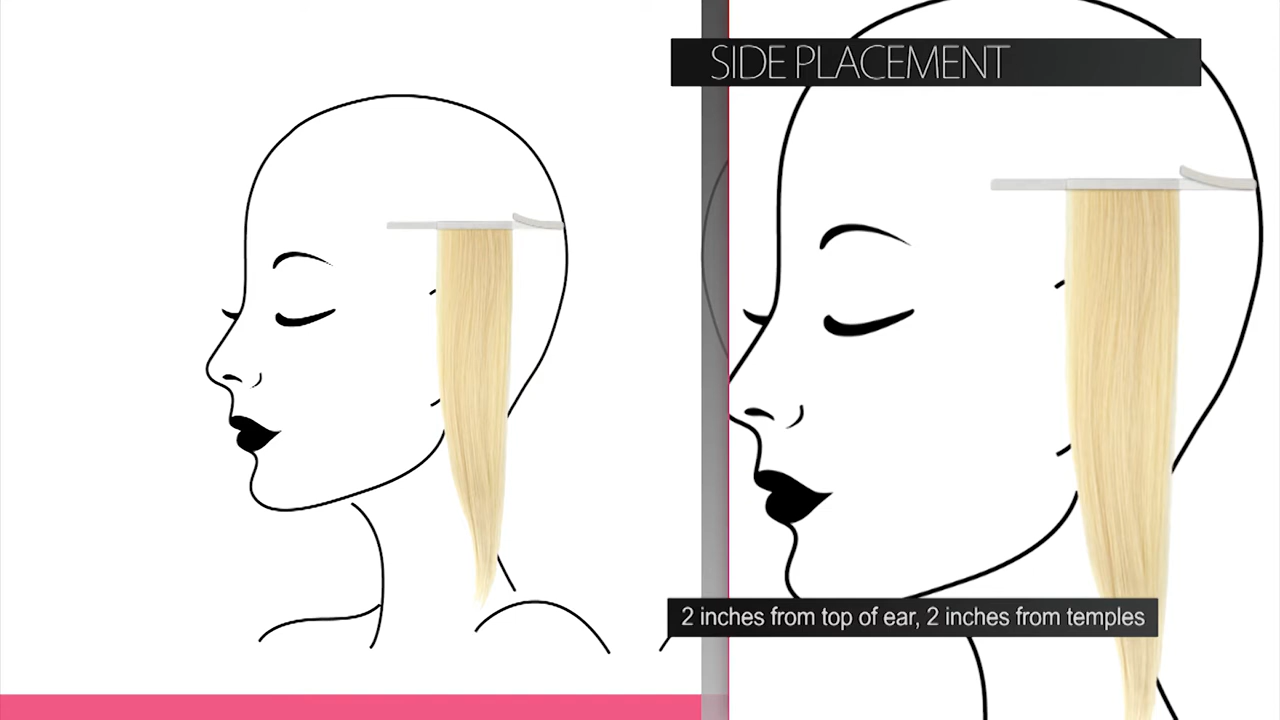 SIDE PLACEMENT
2 inches from top of ear, 2 inches from temples